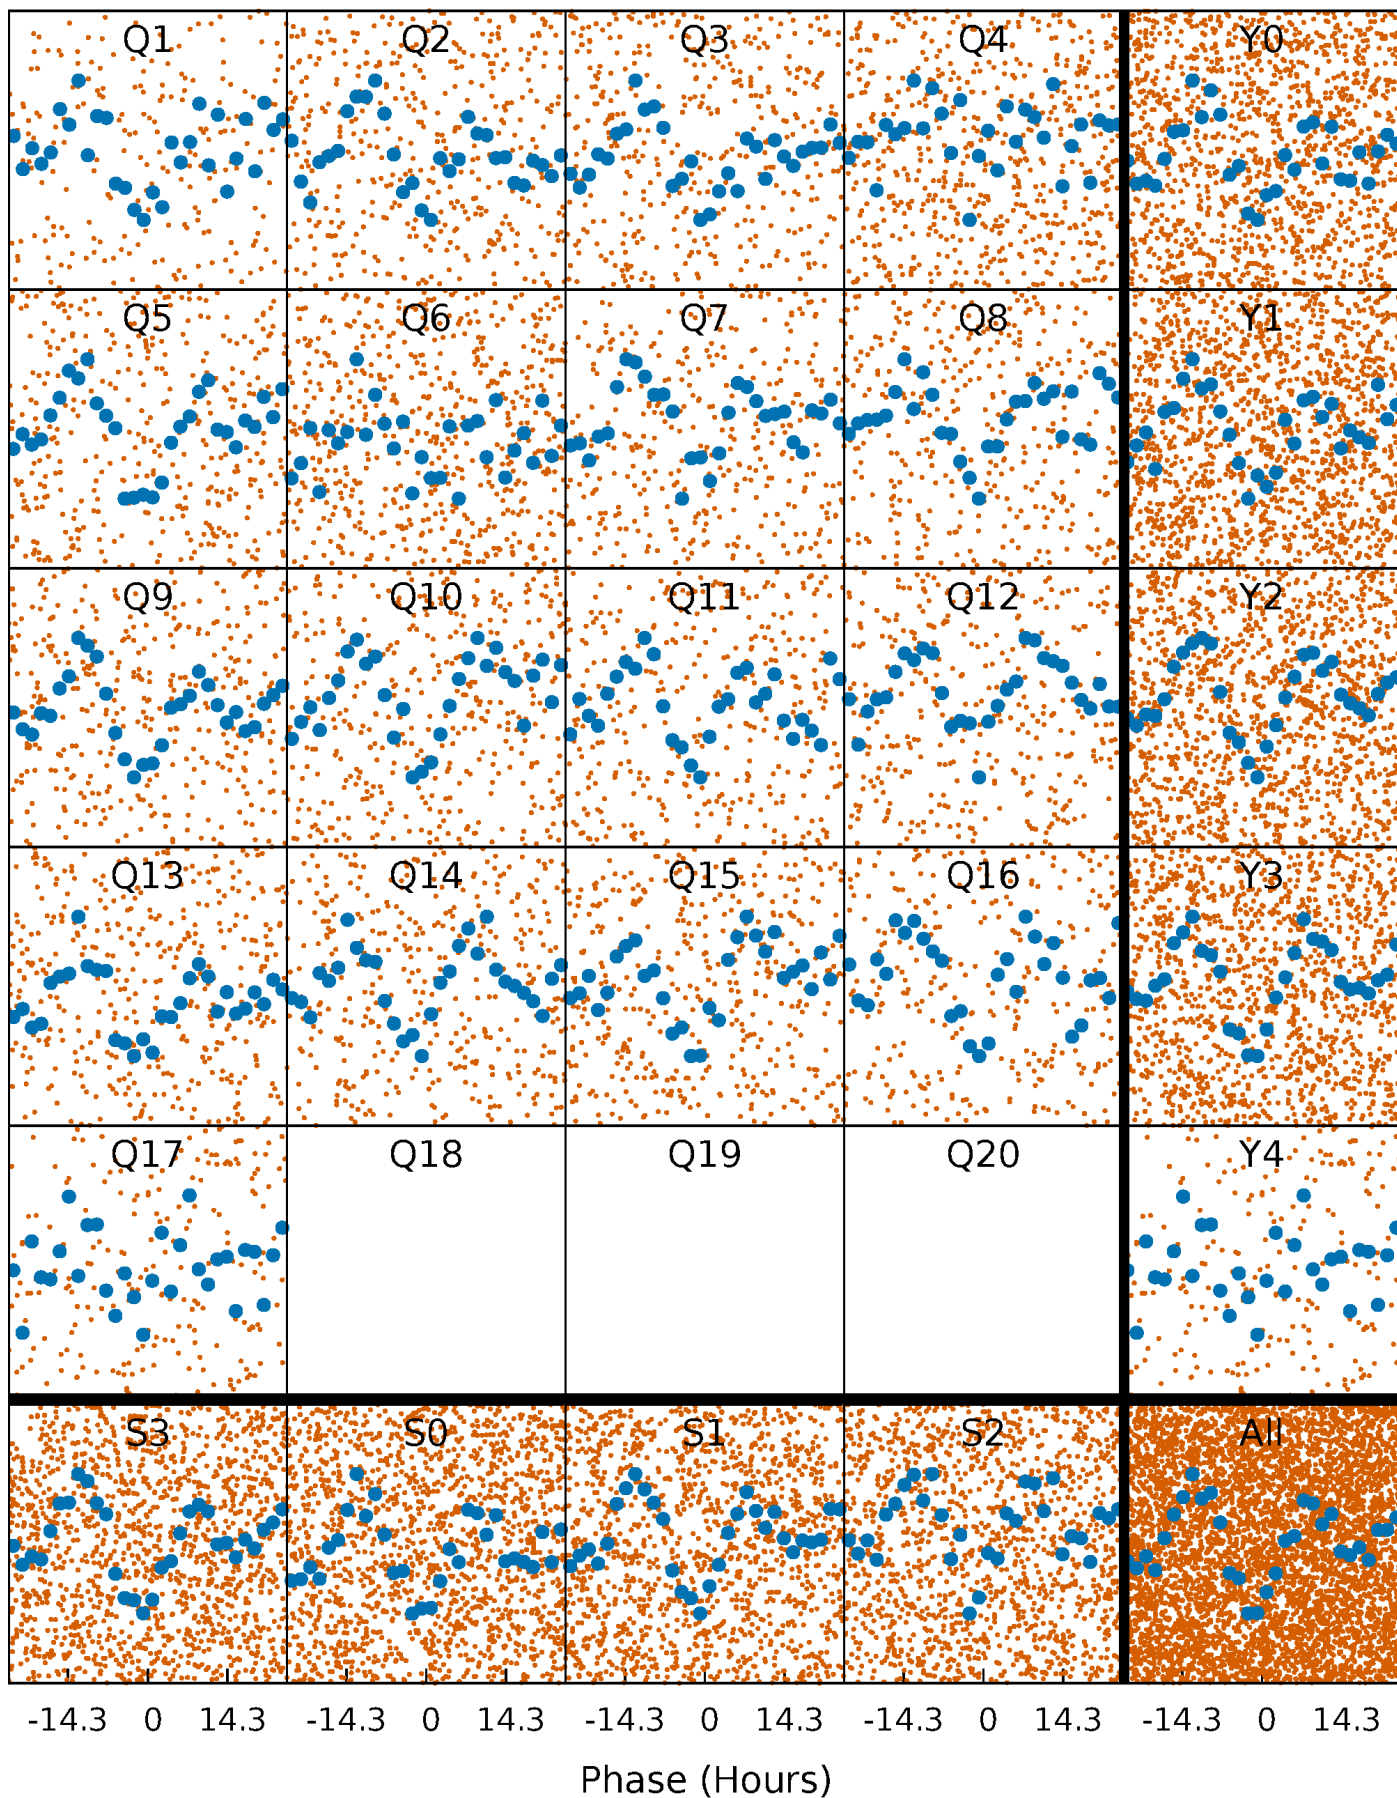 Q1 Q2 Q3 Q4 Y0
Q5 Q6 Q7 Q8 Y1
Q9 Q10 Q11 Q12 Y2
Q13 Q14 Q15 Q16 Y3
Q17 Q18 Q19 Q20 Y4
S3 S0 S1 S2 All
-14.3 0 14.3 -14.3 0 14.3 -14.3 0 14.3 -14.3 0 14.3 -14.3 0 14.3
Phase (Hours)